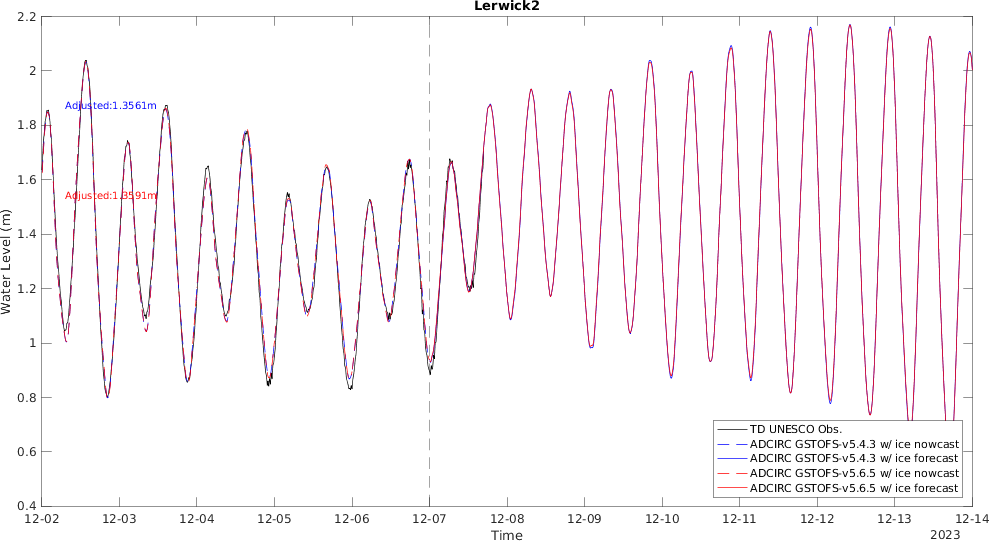 Lerwick2
2.2
2
1.8
1.6
1.4
1.2
1
0.8
0.6
0.4
Water Level (m)
Adjusted:1.3561m
Adjusted:1.3591m
TD UNESCO Obs.
ADCIRC GSTOFS-v5.4.3 w/ ice nowcast
ADCIRC GSTOFS-v5.4.3 w/ ice forecast
ADCIRC GSTOFS-v5.6.5 w/ ice nowcast
ADCIRC GSTOFS-v5.6.5 w/ ice forecast
12-02 12-03 12-04 12-05 12-06 12-07 12-08 12-09 12-10 12-11 12-12 12-13 12-14
Time
2023